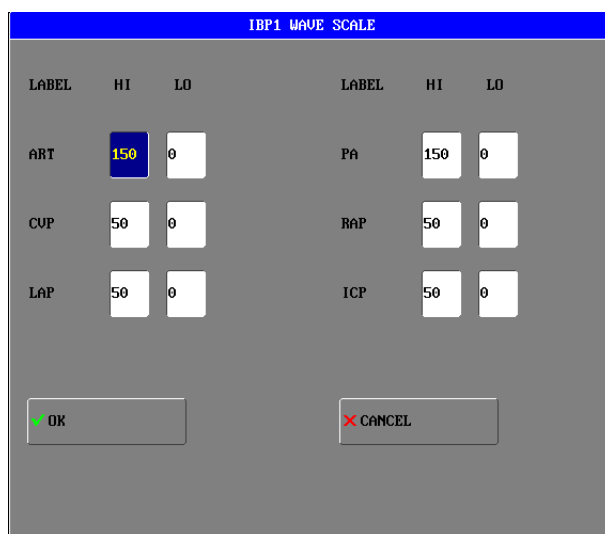 IBP1 WAVE SCALE
LABEL HI LO LABEL HI LO
ART 150 0 PA 150 0
CVP 50 0 RAP 50 0
LAP 50 0 ICP 50 0
OK CANCEL